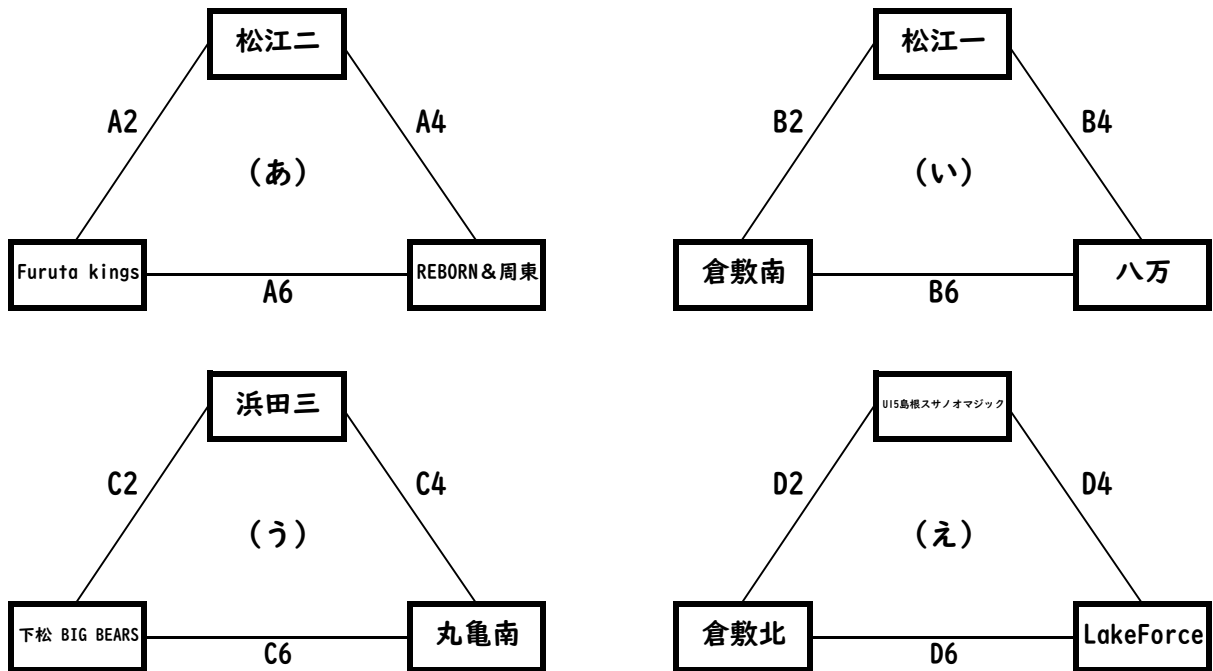 松江二
松江一
A2
A4
B2
B4
(あ)
(い)
Furuta kings
REBORN&周東
倉敷南
八万
A6
B6
浜田三
U15島根スサノオマジック
C2
C4
D2
D4
(う)
(え)
下松 BIG BEARS
丸亀南
倉敷北
LakeForce
C6
D6